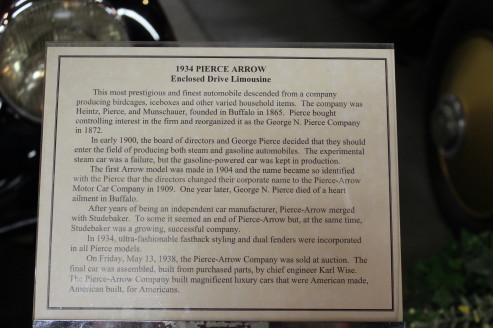 1934 PIERCE ARROW
Enclosed Drive Limousine
This most prestigious and finest automobile descended from a company
producing birdcages, iceboxes and other varied household items. The company was
Heintz, Pierce, and Munschauer, founded in Buffalo in 1865. Pierce bought
controlling interest in the firm and reorganized it as the George N. Pierce Company
in 1872.
In early 1900, the board of directors and George Pierce decided that they should
enter the field of producing both steam and gasoline automobiles. The experimental
steam car was a failure, but the gasoline-powered car was kept in production.
The first Arrow model was made in 1904 and the name became so identified
with the Pierce that the directors changed their corporate name to the Pierce-Arrow
Motor Car Company in 1909. One year later, George N. Pierce died of a heart
ailment in Buffalo.
After years of being an independent car manufacturer, Pierce-Arrow merged
with Studebaker. To some it seemed an end of Pierce-Arrow but, at the same time,
Studebaker was a growing, successful company.
In 1934, ultra-fashionable fastback styling and dual fenders were incorporated
in all Pierce models.
On Friday, May 13, 1938, the Pierce-Arrow Company was sold at auction. The
final car was assembled, built from purchased parts, by chief engineer Karl Wise.
The Pierce-Arrow Company built magnificent luxury cars that were American made,
American built, for Americans.